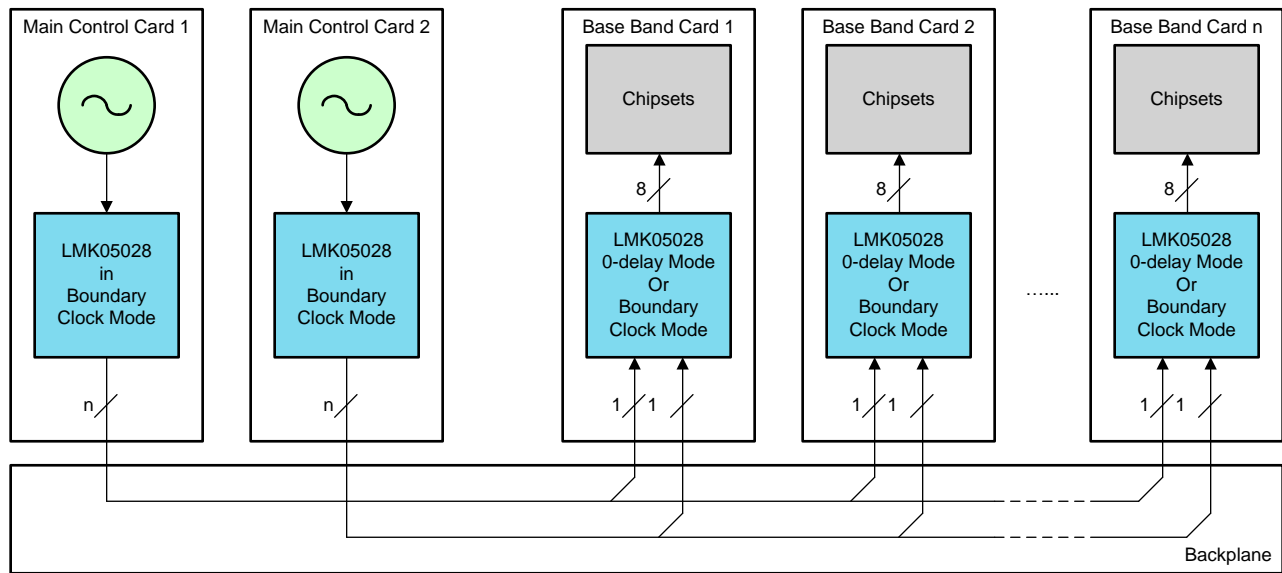 Main Control Card 1
LMK05028
in
Boundary
Clock Mode
n
Main Control Card 2
LMK05028
in
Boundary
Clock Mode
n
Base Band Card 1
Chipsets
8
LMK05028
0-delay Mode
Or
Boundary
Clock Mode
1 1
Base Band Card 2
Chipsets
8
LMK05028
0-delay Mode
Or
Boundary
Clock Mode
1 1
…...
Base Band Card n
Chipsets
8
LMK05028
0-delay Mode
Or
Boundary
Clock Mode
1 1
Backplane